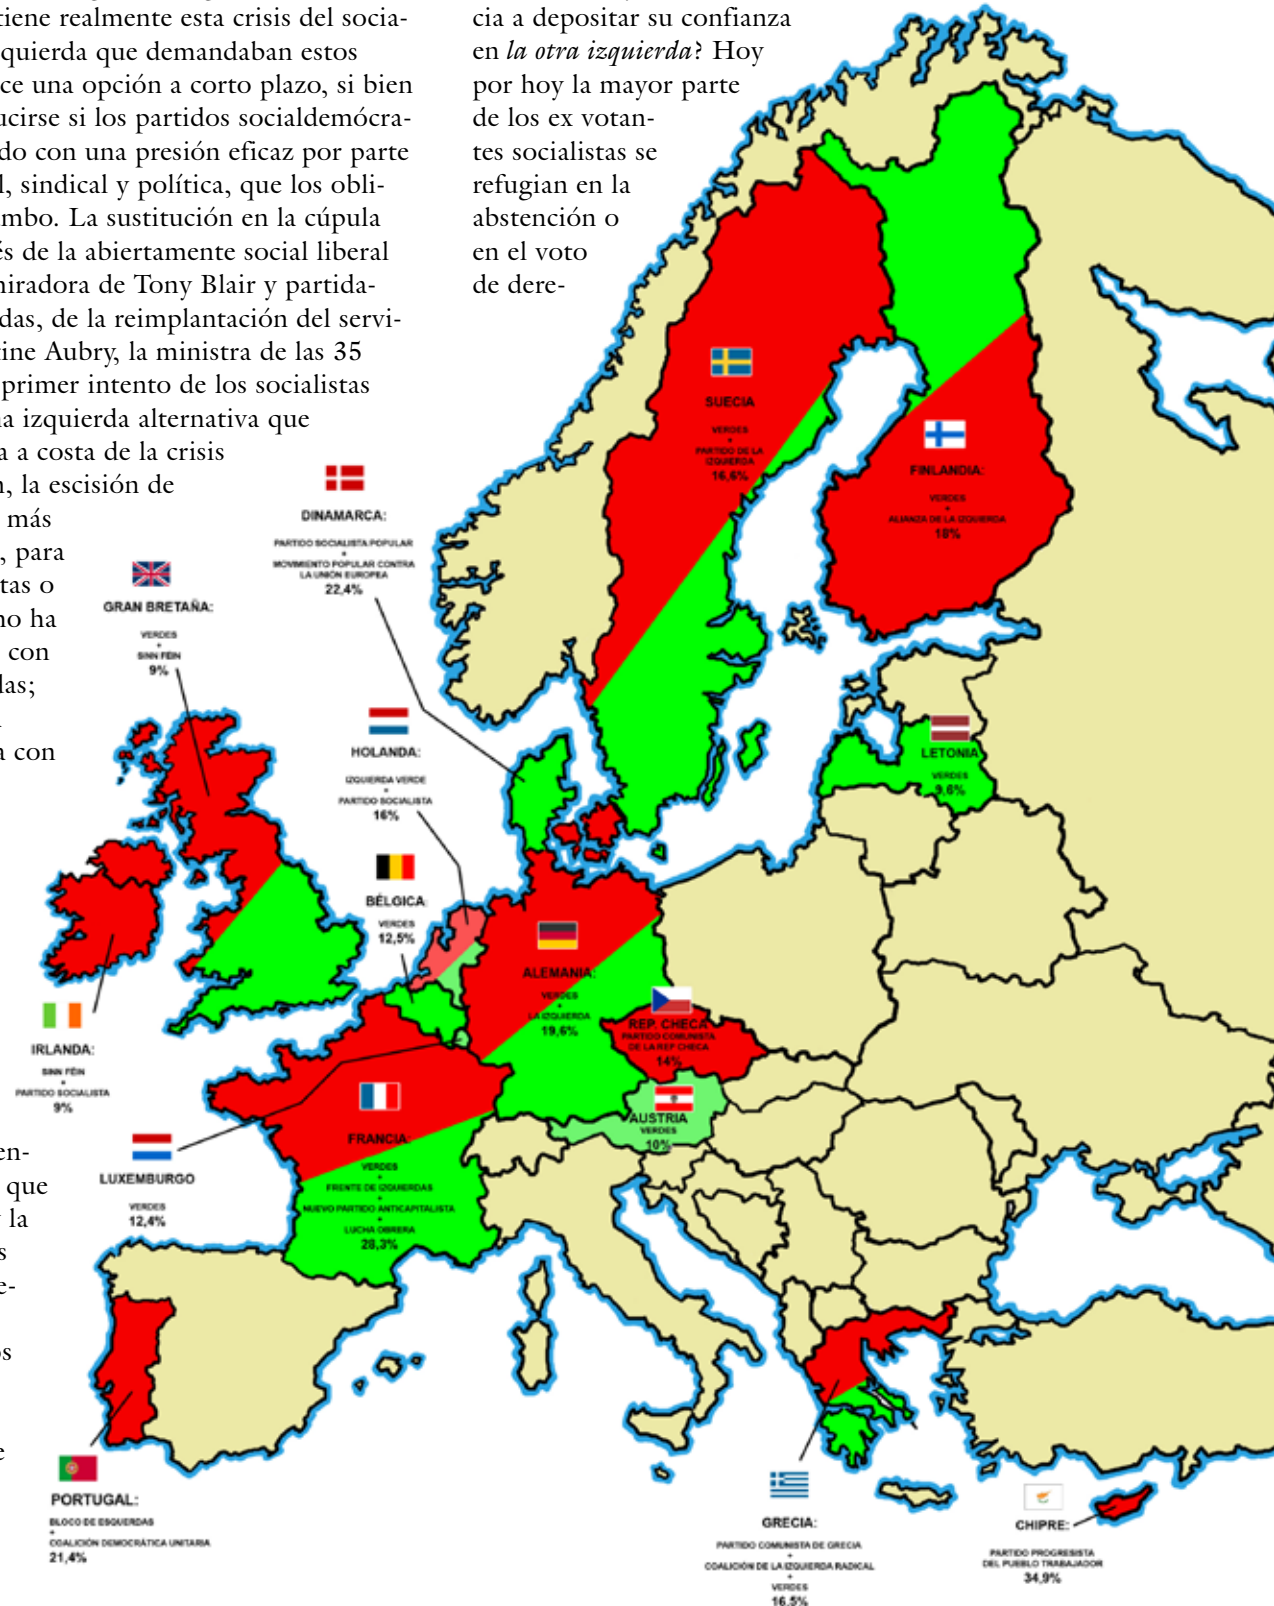 tiene realmente esta crisis del socia-
quierda que demandaban estos
ce una opción a corto plazo, si bien
ucirse si los partidos socialdemócra-
do con una presión eficaz por parte
l, sindical y política, que los obli-
umbo. La sustitución en la cúpula
és de la abiertamente social liberal
miradora de Tony Blair y partida-
das, de la reimplantación del servi-
tine Aubry, la ministra de las 35
primer intento de los socialistas
na izquierda alternativa que
a a costa de la crisis
n, la escisión de
más
, para
tas o
no ha
con
las;
a con
en-
que
la
s
e-
os
e
cia a depositar su confianza
en la otra izquierda? Hoy
por hoy la mayor parte
de los ex votan-
tes socialistas se
refugian en la
abstención o
en el voto
de dere-
SUECIA
VERDES
+
PARTIDO DE LA
IZQUIERDA
16,6%
FINLANDIA:
VERDES
+
ALIANZA DE LA IZQUIERDA
18%
DINAMARCA:
PARTIDO SOCIALISTA POPULAR
+
MOVIMIENTO POPULAR CONTRA
LA UNIÓN EUROPEA
22,4%
GRAN BRETAÑA:
VERDES
+
SINN FÉIN
9%
HOLANDA:
IZQUIERDA VERDE
+
PARTIDO SOCIALISTA
16%
LETONIA
VERDES
9,6%
BÉLGICA:
VERDES
12,5%
ALEMANIA:
VERDES
+
LA IZQUIERDA
19,6%
REP. CHECA
PARTIDO COMUNISTA
DE LA REP CHECA
14%
IRLANDA:
SINN FÉIN
+
PARTIDO SOCIALISTA
9%
AUSTRIA
VERDES
10%
FRANCIA:
VERDES
+
FRENTE DE IZQUIERDAS
+
NUEVO PARTIDO ANTICAPITALISTA
+
LUCHA OBRERA
28,3%
LUXEMBURGO
VERDES
12,4%
PORTUGAL:
BLOCO DE ESQUERDAS
+
COALICIÓN DEMOCRÁTICA UNITARIA
21,4%
GRECIA:
PARTIDO COMUNISTA DE GRECIA
+
COALICIÓN DE LA IZQUIERDA RADICAL
+
VERDES
16,5%
CHIPRE:
PARTIDO PROGRESISTA
DEL PUEBLO TRABAJADOR
34,9%